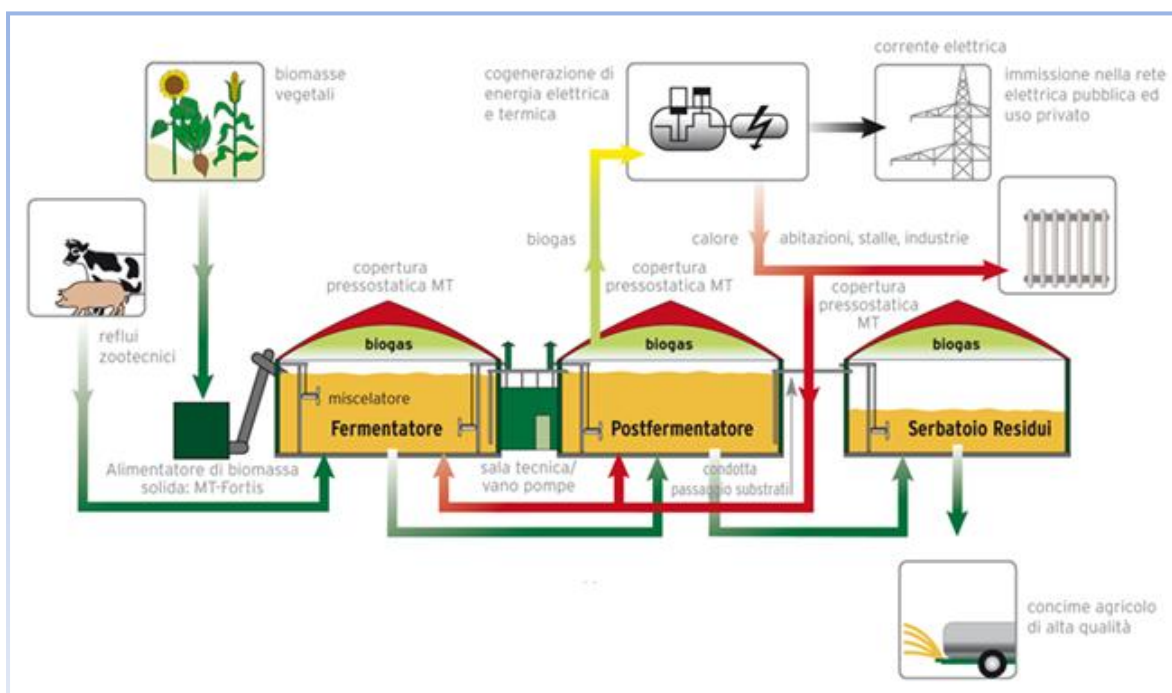 biomasse
vegetali
cogenerazione di
energia elettrica
e termica
corrente elettrica
immissione nella rete
elettrica pubblica ed
uso privato
biogas
calore
abitazioni, stalle, industrie
reflui
zootecnici
copertura
pressostatica MT
copertura
pressostatica MT
copertura
pressostatica
MT
biogas
biogas
biogas
miscelatore
Fermentatore
Postfermentatore
Serbatoio Residui
Alimentatore di biomassa
solida: MT-Fortis
sala tecnica/
vano pompe
condotta
passaggio substrati
concime agricolo
di alta qualità